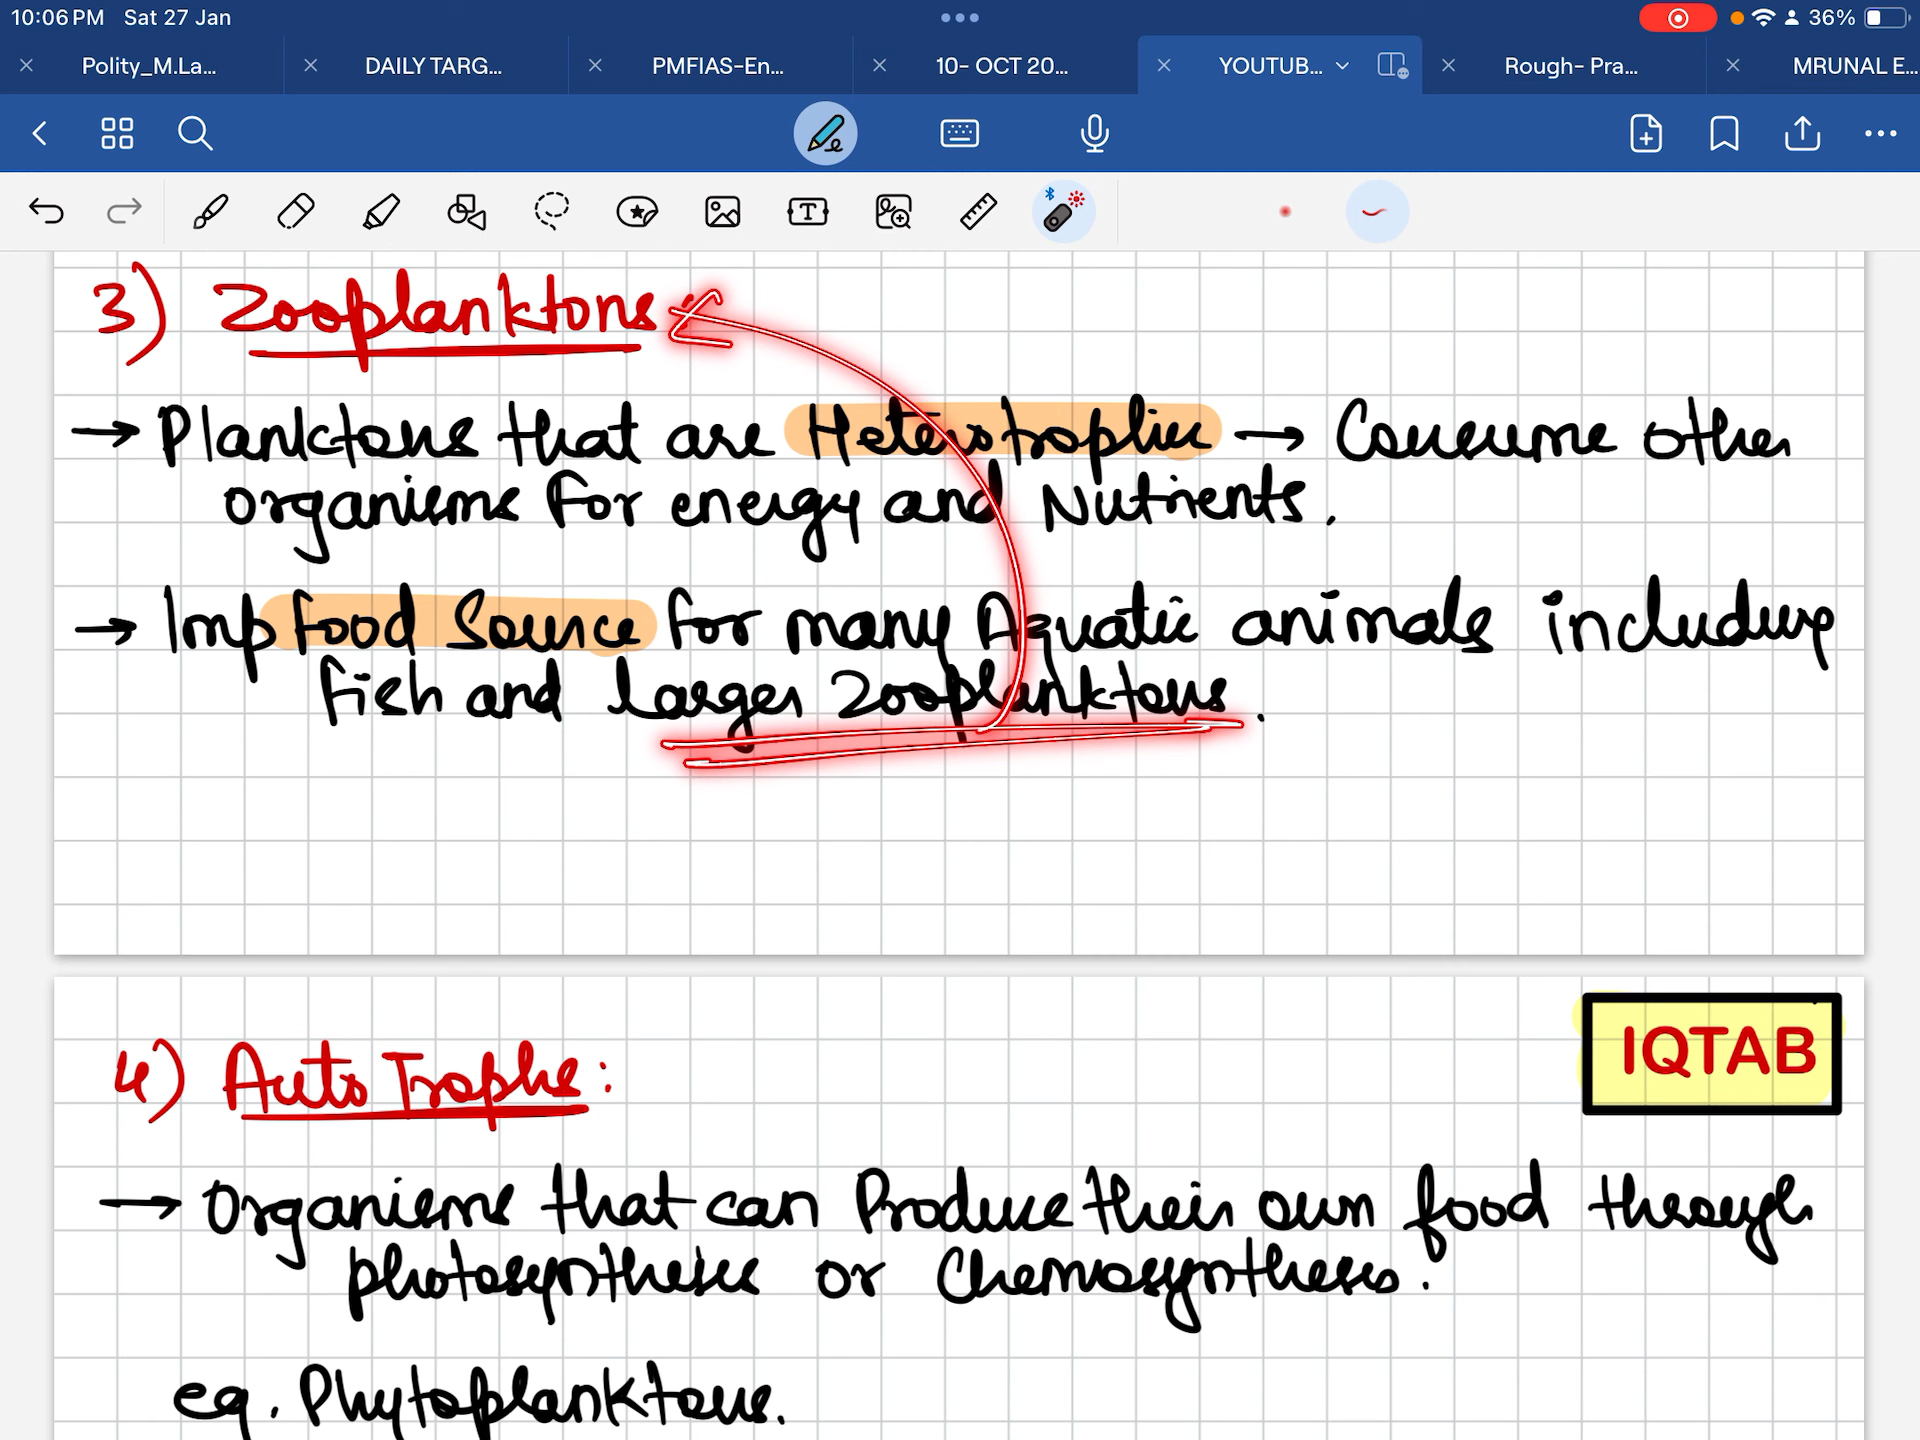 10:06 PM Sat 27 Jan
36%
Polity_M.La...
DAILY TARG...
PMFIAS-En...
10- OCT 20...
YOUTUB...
Rough- Pra...
MRUNAL E...
3) Zooplanktons
→ Planktons that are Heterotrophic → Consume other
organisms for energy and Nutrients.
→ Imp food Source for many Aquatic animals including
fish and larger Zooplanktons.
IQTAB
4) Auto Trophs:
→ Organisms that can Produce their own food through
photosynthesis or Chemosynthesis.
eg. Phytoplanktons.